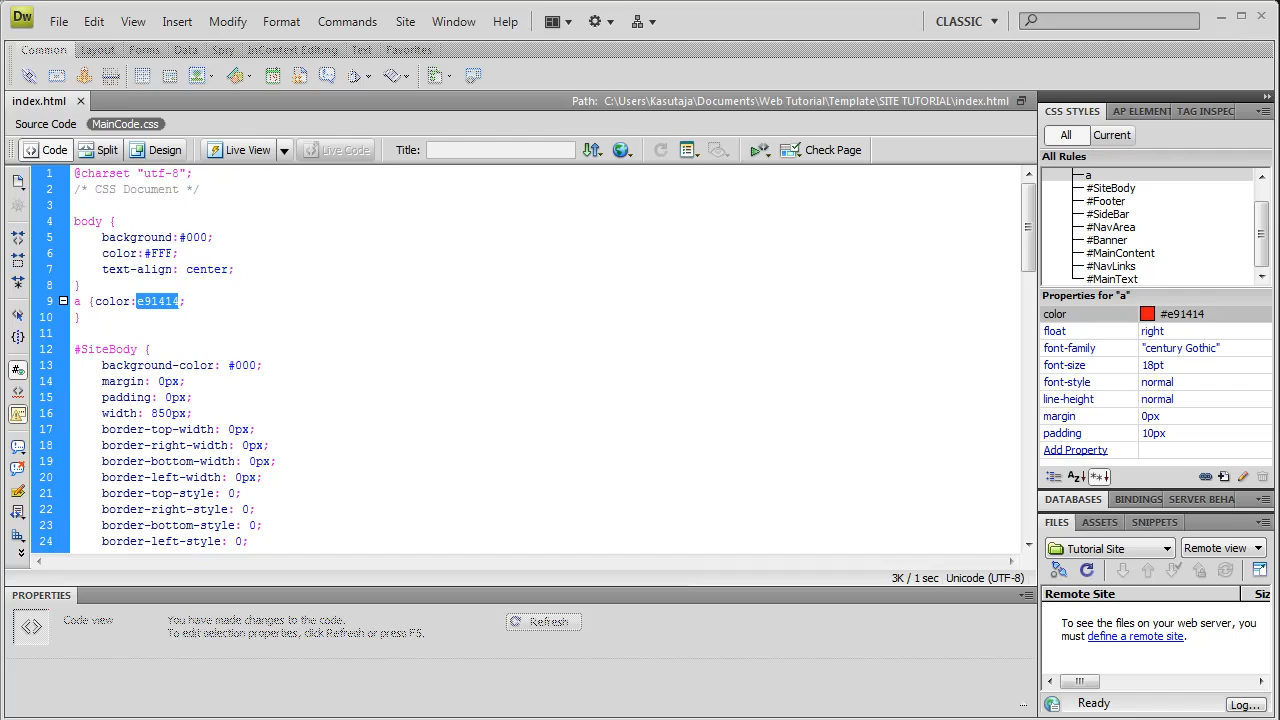 Dw File Edit View Insert Modify Format Commands Site Window Help CLASSIC
Common Layout Forms Data Spry InContext Editing Text Favorites
index.html Path: C:\Users\Kasutaja\Documents\Web Tutorial\Template\SITE TUTORIAL\index.html
Source Code MainCode.css
Code Split Design Live View Live Code Title: Check Page
1 @charset "utf-8";
2 /* CSS Document */
3
4 body {
5 background:#000;
6 color:#FFF;
7 text-align: center;
8 }
9 a {color:e91414;
10 }
11
12 #SiteBody {
13 background-color: #000;
14 margin: 0px;
15 padding: 0px;
16 width: 850px;
17 border-top-width: 0px;
18 border-right-width: 0px;
19 border-bottom-width: 0px;
20 border-left-width: 0px;
21 border-top-style: 0;
22 border-right-style: 0;
23 border-bottom-style: 0;
24 border-left-style: 0;
3K / 1 sec Unicode (UTF-8)
PROPERTIES
Code view
You have made changes to the code.
To edit selection properties, click Refresh or press F5.
Refresh
CSS STYLES AP ELEMENT TAG INSPEC
All Current
All Rules
a
#SiteBody
#Footer
#SideBar
#NavArea
#Banner
#MainContent
#NavLinks
#MainText
Properties for "a"
color #e91414
float right
font-family "century Gothic"
font-size 18pt
font-style normal
line-height normal
margin 0px
padding 10px
Add Property
DATABASES BINDINGS SERVER BEHA
FILES ASSETS SNIPPETS
Tutorial Site Remote view
Remote Site Siz
To see the files on your web server, you
must define a remote site.
Ready Log...